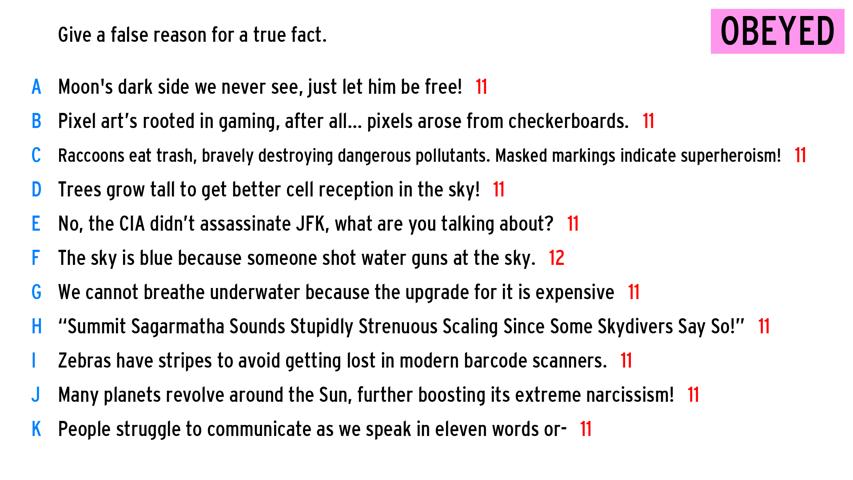 Give a false reason for a true fact.
OBEYED
A Moon's dark side we never see, just let him be free! 11
B Pixel art’s rooted in gaming, after all... pixels arose from checkerboards. 11
C Raccoons eat trash, bravely destroying dangerous pollutants. Masked markings indicate superheroism! 11
D Trees grow tall to get better cell reception in the sky! 11
E No, the CIA didn’t assassinate JFK, what are you talking about? 11
F The sky is blue because someone shot water guns at the sky. 12
G We cannot breathe underwater because the upgrade for it is expensive 11
H “Summit Sagarmatha Sounds Stupidly Strenuous Scaling Since Some Skydivers Say So!” 11
I Zebras have stripes to avoid getting lost in modern barcode scanners. 11
J Many planets revolve around the Sun, further boosting its extreme narcissism! 11
K People struggle to communicate as we speak in eleven words or- 11